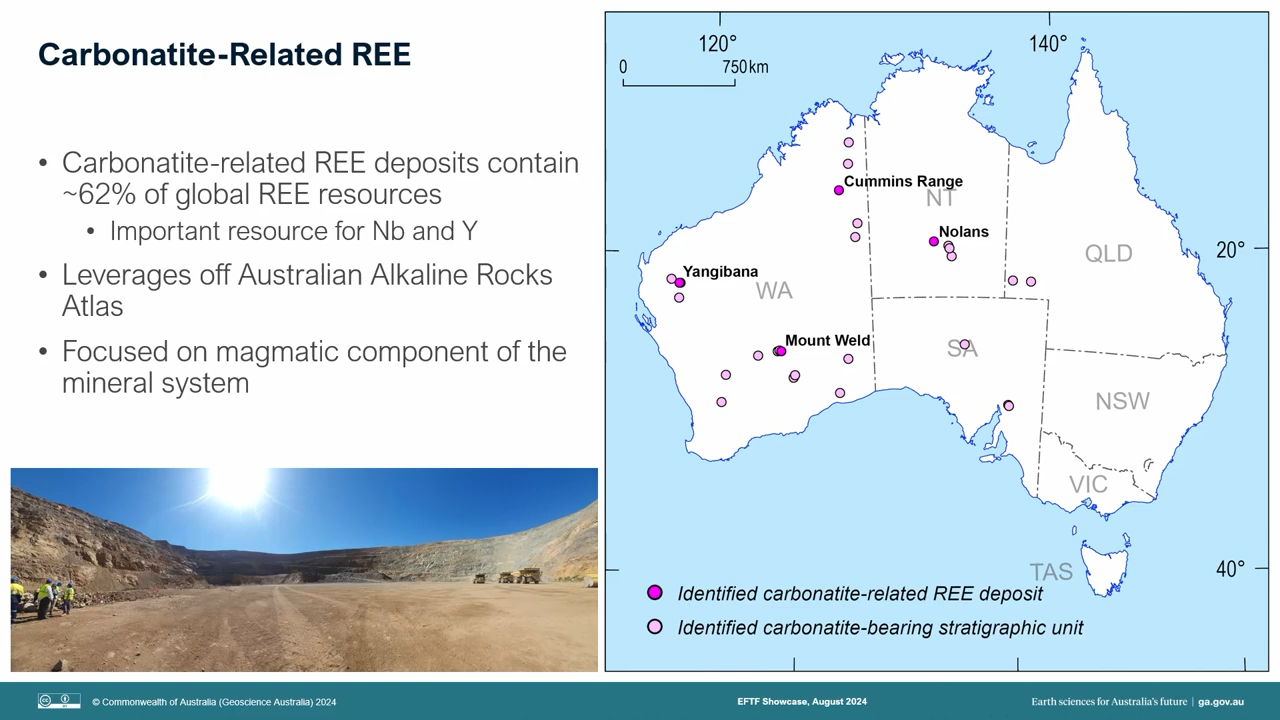 Carbonatite-Related REE
• Carbonatite-related REE deposits contain
~62% of global REE resources
• Important resource for Nb and Y
• Leverages off Australian Alkaline Rocks
Atlas
• Focused on magmatic component of the
mineral system
120°
140°
0
750 km
Cummins Range
NT
Nolans
QLD
20°
Yangibana
WA
Mount Weld
SA
NSW
VIC
TAS
40°
Identified carbonatite-related REE deposit
Identified carbonatite-bearing stratigraphic unit
© Commonwealth of Australia (Geoscience Australia) 2024
EFTF Showcase, August 2024
Earth sciences for Australia's future | ga.gov.au